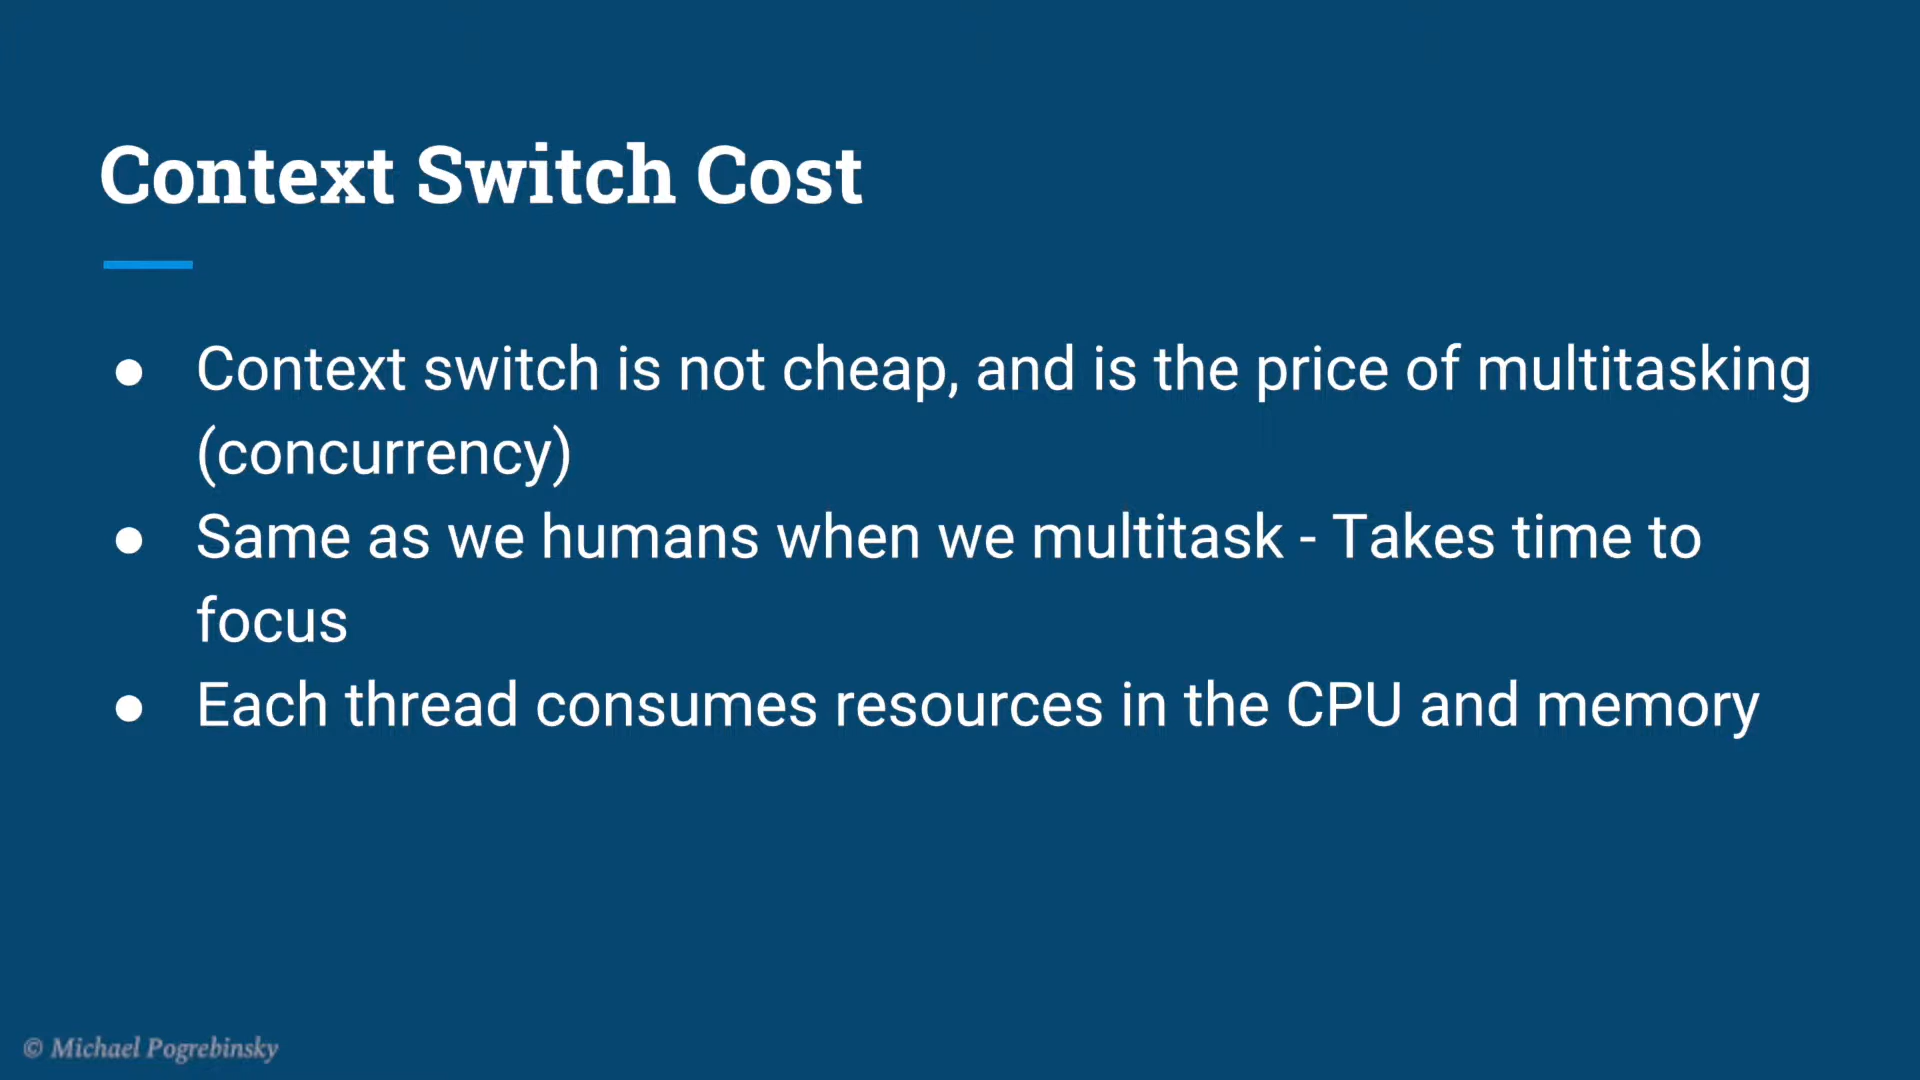 Context Switch Cost
● Context switch is not cheap, and is the price of multitasking
(concurrency)
● Same as we humans when we multitask - Takes time to
focus
● Each thread consumes resources in the CPU and memory
© Michael Pogrebinsky